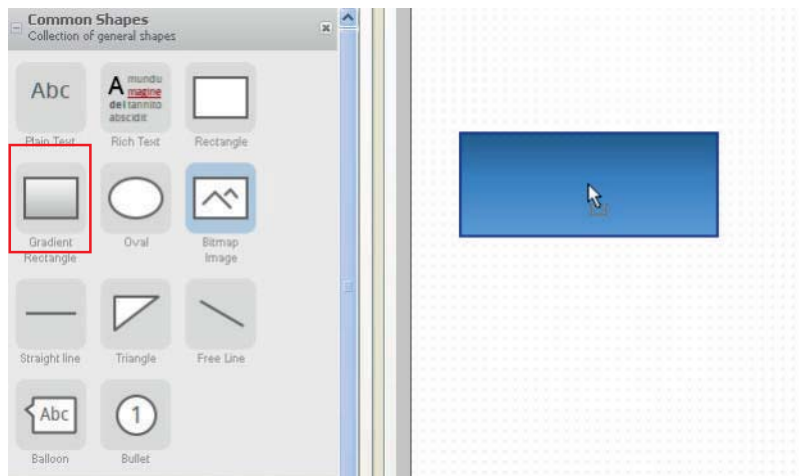 Common Shapes
Collection of general shapes
Abc
A mundu
magine
del tannito
abscidit
Plain Text
Rich Text
Rectangle
Gradient
Rectangle
Oval
Bitmap
Image
Straight line
Triangle
Free Line
Abc
1
Balloon
Bullet